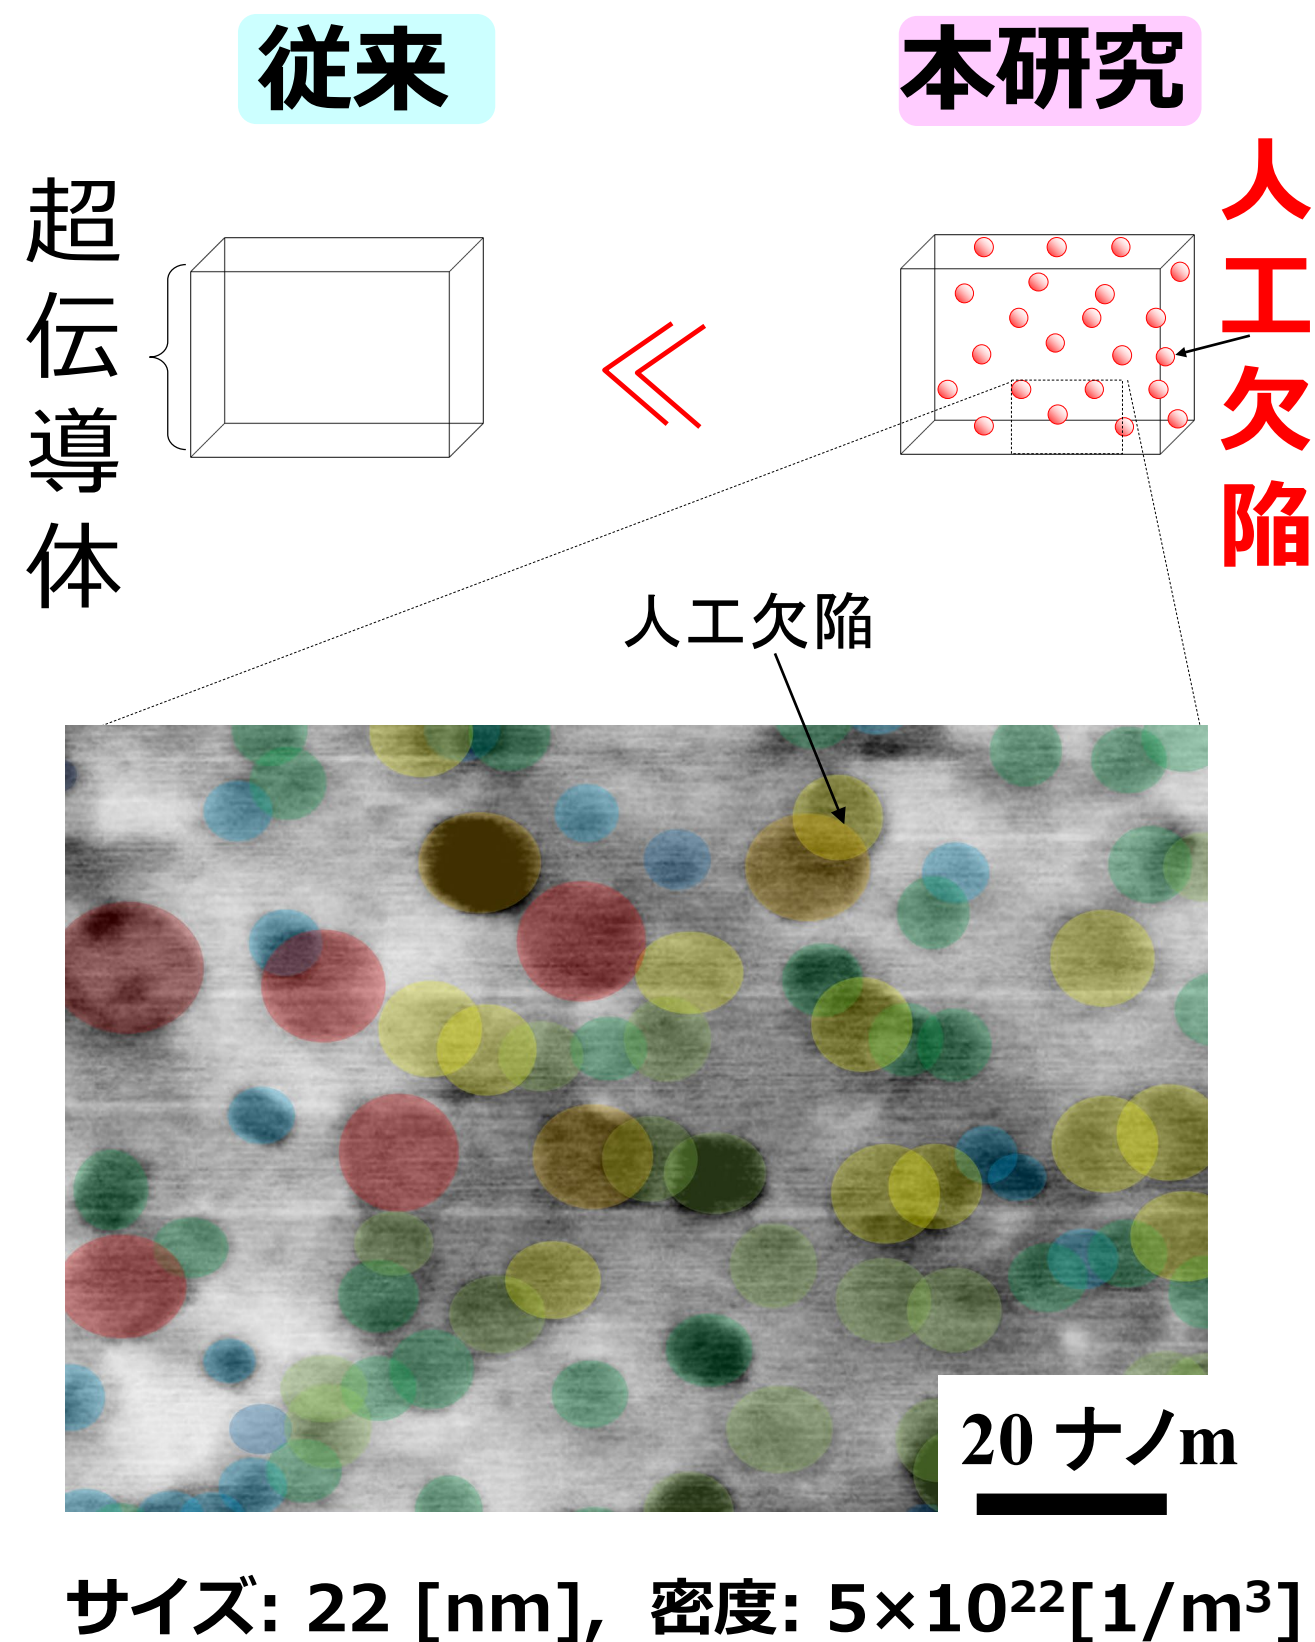 従来
本研究
超伝導体
人工欠陥
人工欠陥
20 ナノm
サイズ: 22 [nm], 密度: 5×10²²[1/m³]